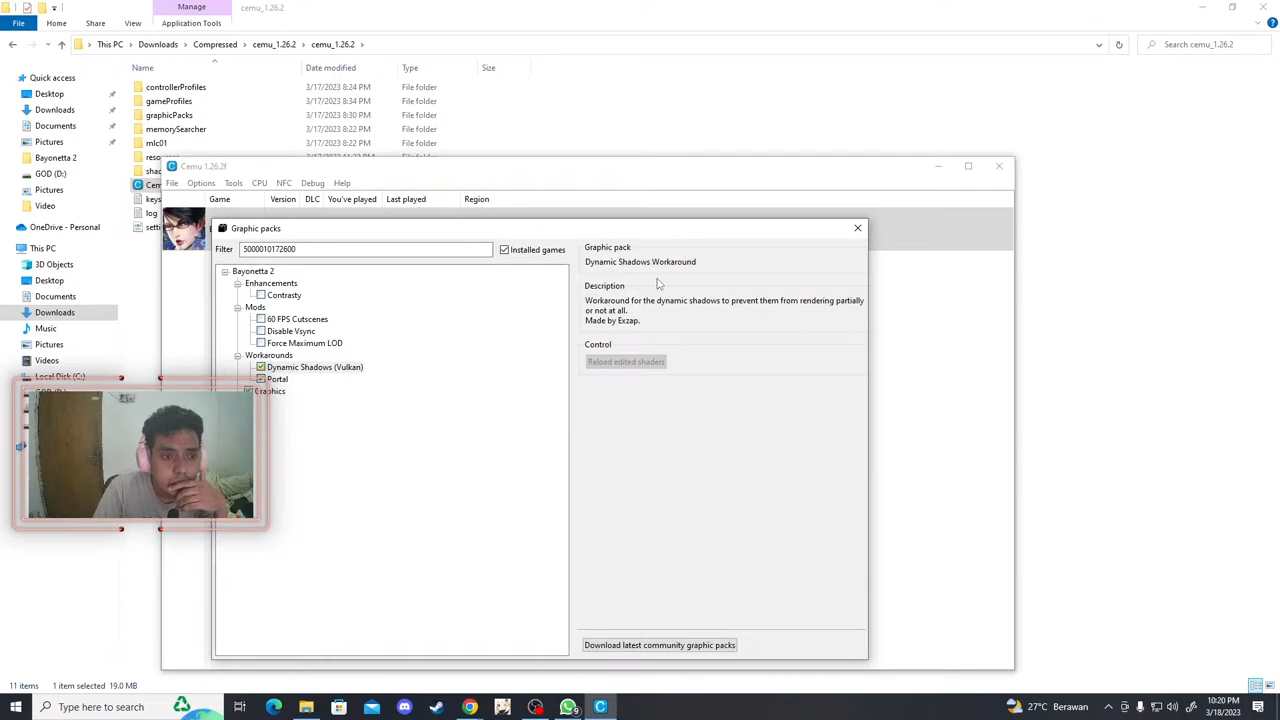 Manage
cemu_1.26.2
File
Home
Share
View
Application Tools
This PC
Downloads
Compressed
cemu_1.26.2
cemu_1.26.2
Search cemu_1.26.2
Name
Date modified
Type
Size
Quick access
Desktop
Downloads
Documents
Pictures
Bayonetta 2
GOD (D:)
Pictures
Video
OneDrive - Personal
This PC
3D Objects
Desktop
Documents
Downloads
Music
Pictures
Videos
Local Disk (C:)
controllerProfiles 3/17/2023 8:24 PM File folder
gameProfiles 3/17/2023 8:34 PM File folder
graphicPacks 3/17/2023 8:30 PM File folder
memorySearcher 3/17/2023 8:22 PM File folder
mlc01 3/17/2023 8:22 PM File folder
Cemu 1.26.2f
File Options Tools CPU NFC Debug Help
Game Version DLC You've played Last played Region
Graphic packs
Filter 5000010172600 Installed games
Bayonetta 2
Enhancements
Contrasty
Mods
60 FPS Cutscenes
Disable Vsync
Force Maximum LOD
Workarounds
Dynamic Shadows (Vulkan)
Portal
Graphics
Graphic pack
Dynamic Shadows Workaround
Description
Workaround for the dynamic shadows to prevent them from rendering partially
or not at all.
Made by Exzap.
Control
Reload edited shaders
Download latest community graphic packs
11 items 1 item selected 19.0 MB
Type here to search
27°C Berawan
10:20 PM
3/18/2023